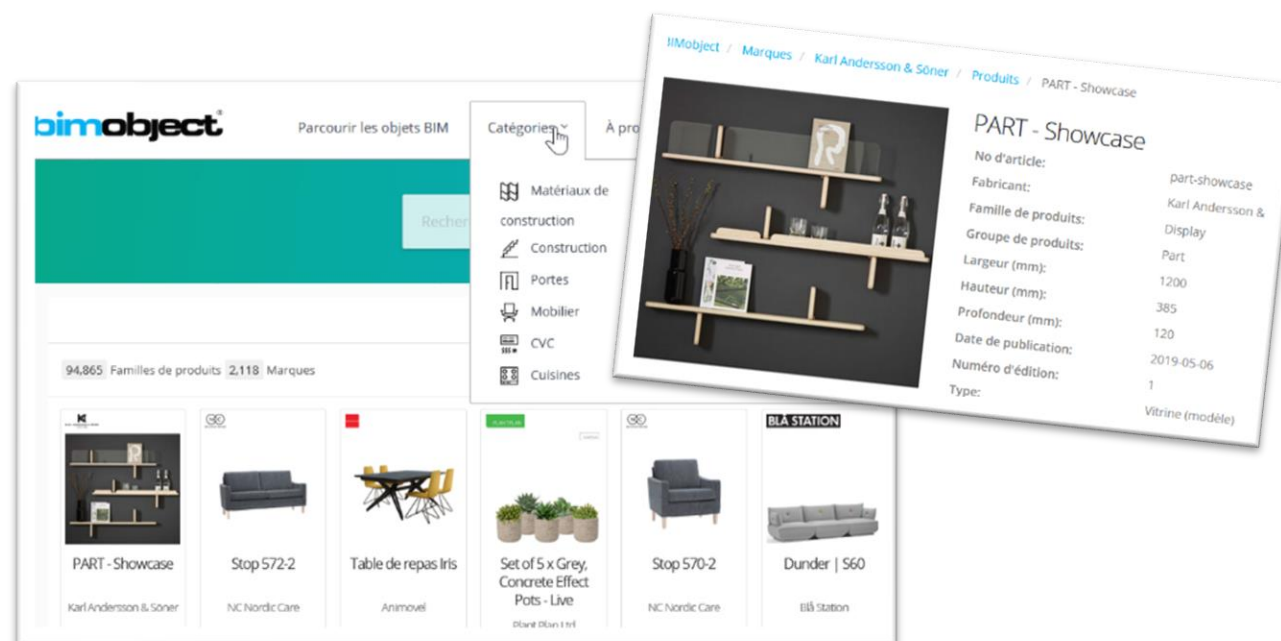 bimobject®
Parcourir les objets BIM
Catégories
À pro
Matériaux de
construction
Construction
Portes
Mobilier
CVC
Cuisines
Recher
94,865 Familles de produits 2,118 Marques
PART - Showcase
Karl Andersson & Söner
Stop 572-2
NC Nordic Care
Table de repas Iris
Animovel
Set of 5 x Grey,
Concrete Effect
Pots - Live
Plant Plan Ltd
Stop 570-2
NC Nordic Care
BLÅ STATION
Dunder | S60
Blå Station
BIMobject / Marques / Karl Andersson & Söner / Produits / PART - Showcase
PART - Showcase
No d'article: part-showcase
Fabricant: Karl Andersson &
Famille de produits: Display
Groupe de produits: Part
Largeur (mm): 1200
Hauteur (mm): 385
Profondeur (mm): 120
Date de publication: 2019-05-06
Numéro d'édition: 1
Type: Vitrine (modèle)